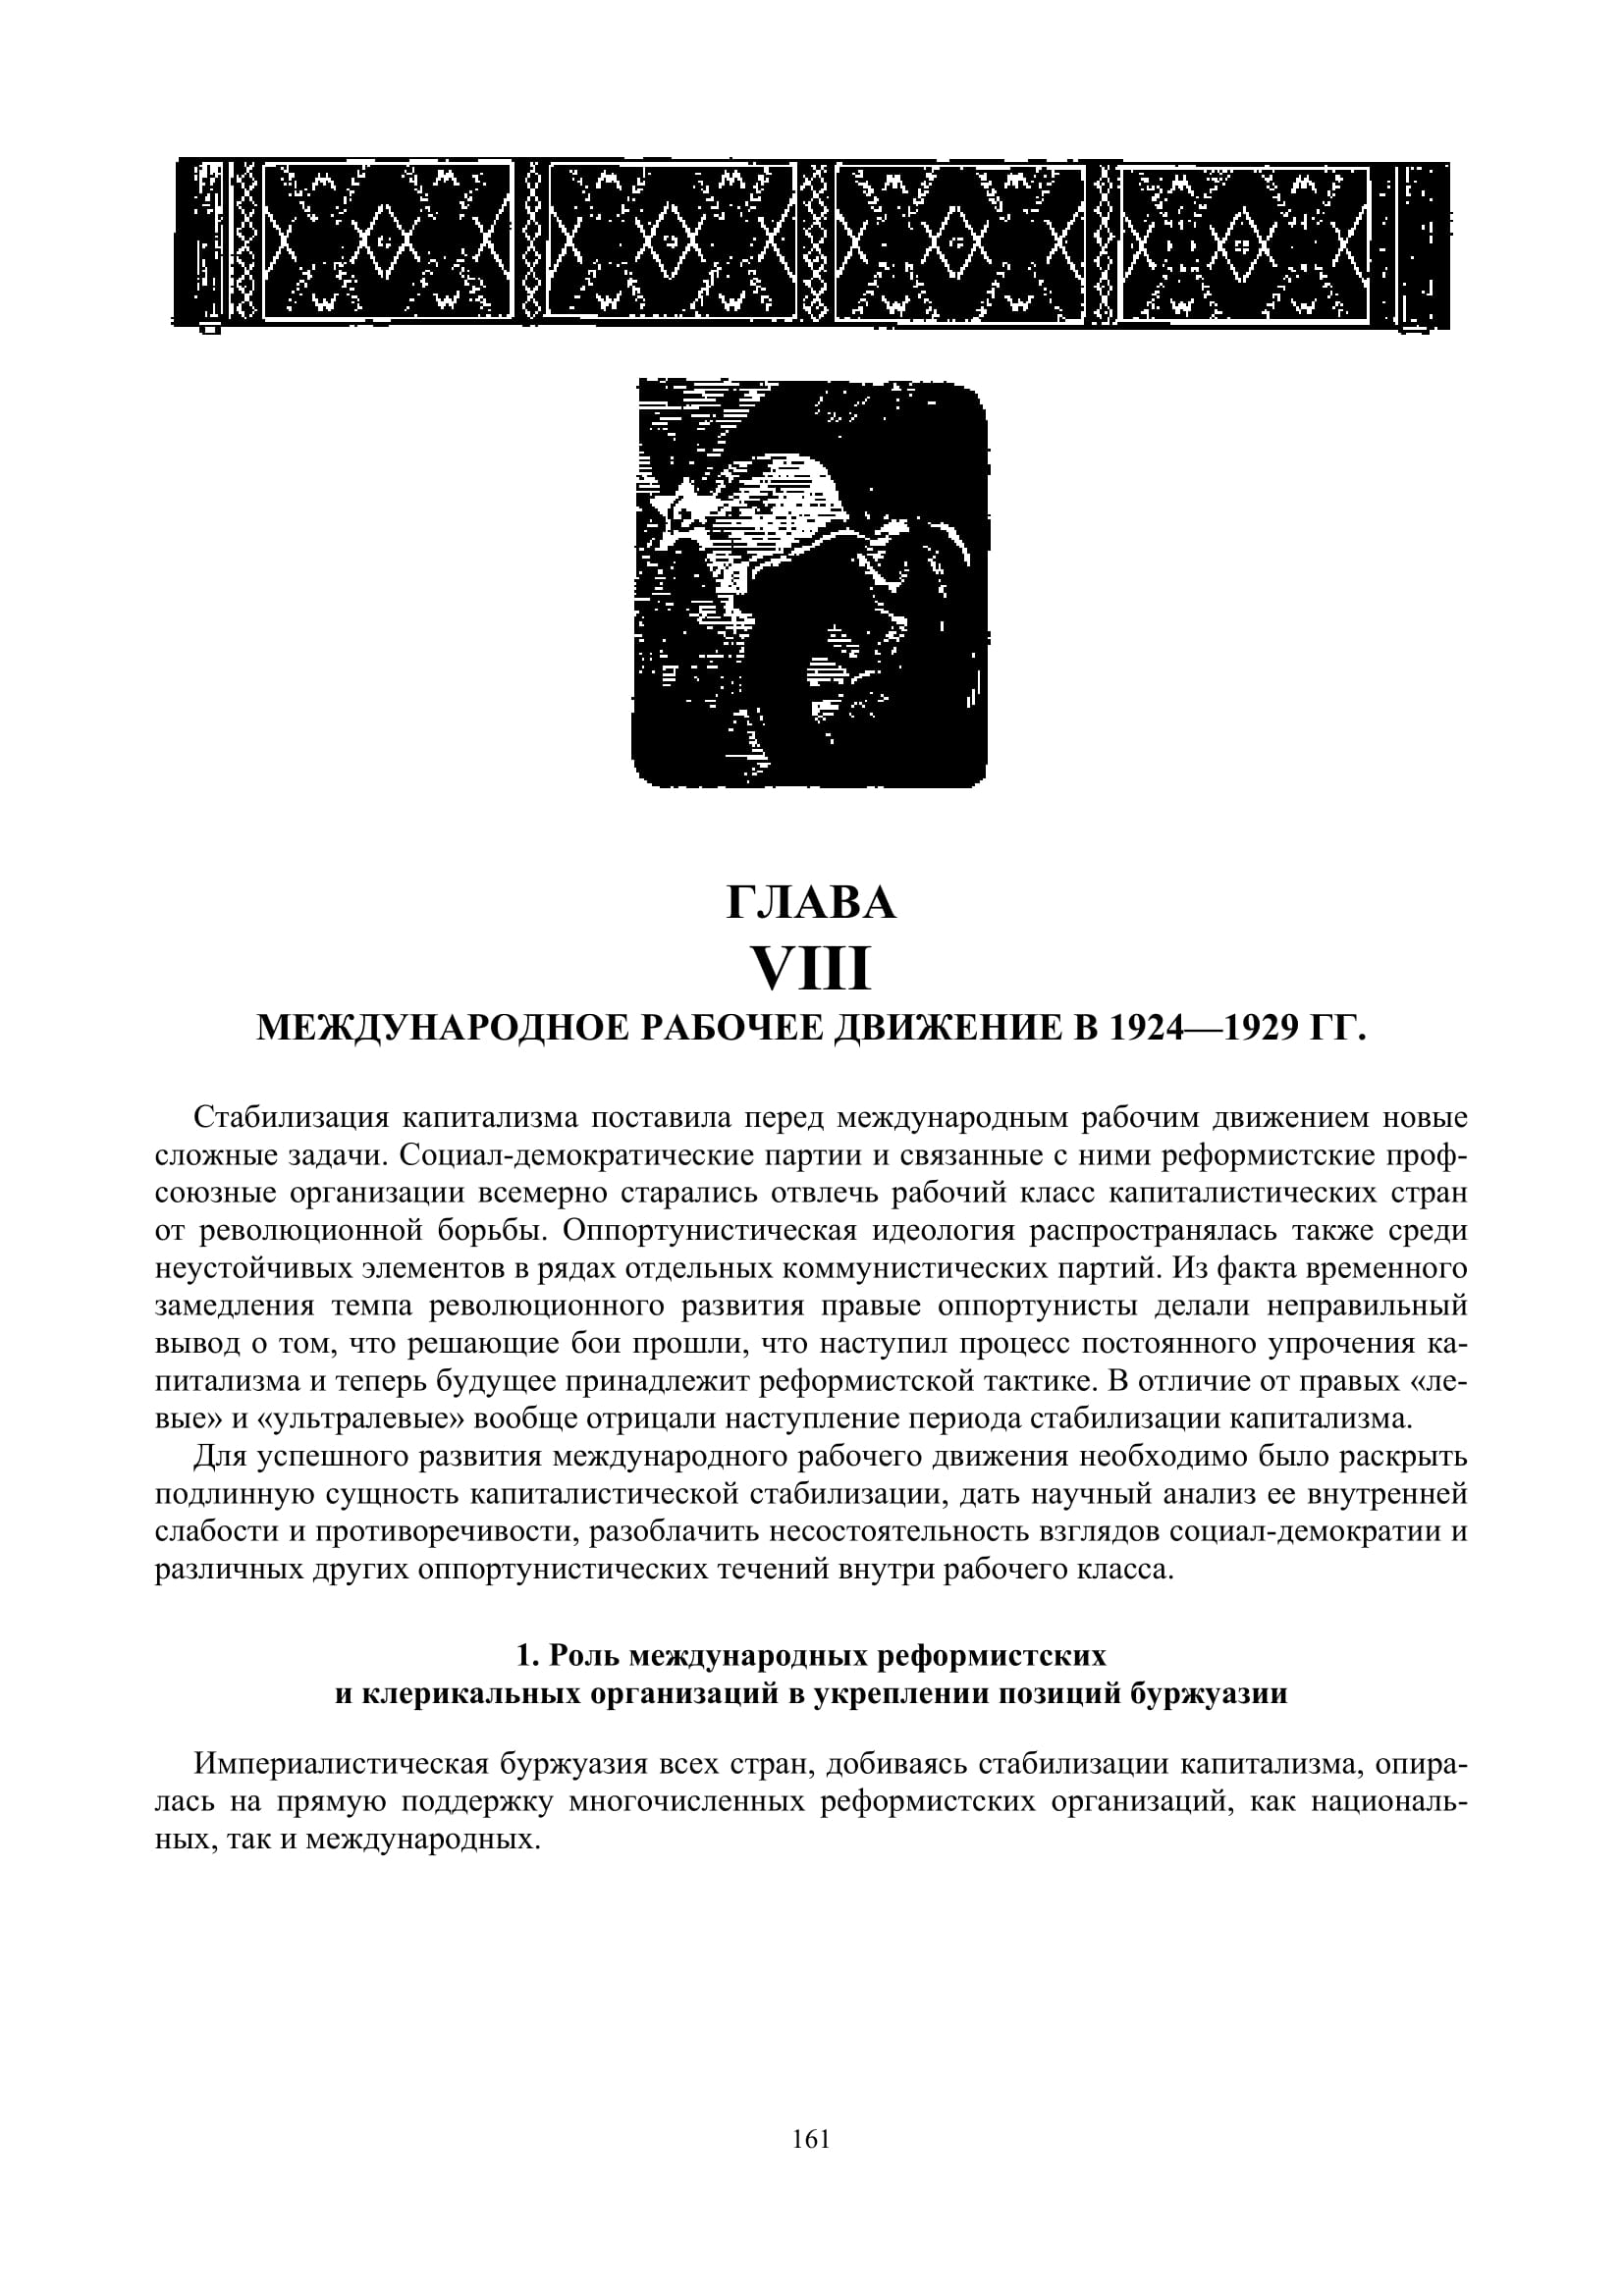 ГЛАВА
VIII
МЕЖДУНАРОДНОЕ РАБОЧЕЕ ДВИЖЕНИЕ В 1924—1929 ГГ.
Стабилизация капитализма поставила перед международным рабочим движением новые
сложные задачи. Социал-демократические партии и связанные с ними реформистские проф-
союзные организации всемерно старались отвлечь рабочий класс капиталистических стран
от революционной борьбы. Оппортунистическая идеология распространялась также среди
неустойчивых элементов в рядах отдельных коммунистических партий. Из факта временного
замедления темпа революционного развития правые оппортунисты делали неправильный
вывод о том, что решающие бои прошли, что наступил процесс постоянного упрочения ка-
питализма и теперь будущее принадлежит реформистской тактике. В отличие от правых «ле-
вые» и «ультралевые» вообще отрицали наступление периода стабилизации капитализма.
Для успешного развития международного рабочего движения необходимо было раскрыть
подлинную сущность капиталистической стабилизации, дать научный анализ ее внутренней
слабости и противоречивости, разоблачить несостоятельность взглядов социал-демократии и
различных других оппортунистических течений внутри рабочего класса.
1. Роль международных реформистских
и клерикальных организаций в укреплении позиций буржуазии
Империалистическая буржуазия всех стран, добиваясь стабилизации капитализма, опира-
лась на прямую поддержку многочисленных реформистских организаций, как националь-
ных, так и международных.
161